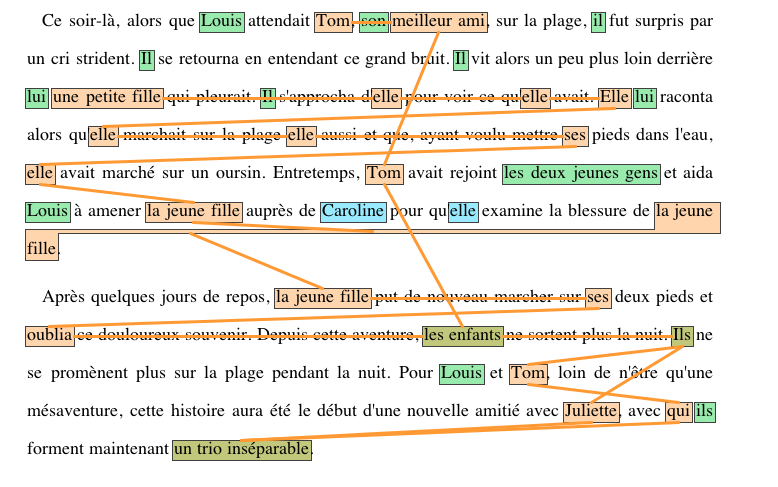 Ce soir-là, alors que Louis attendait Tom, son meilleur ami, sur la plage, il fut surpris par
un cri strident. Il se retourna en entendant ce grand bruit. Il vit alors un peu plus loin derrière
lui une petite fille qui pleurait. Il s'approcha d'elle pour voir ce qu'elle avait. Elle lui raconta
alors qu'elle marchait sur la plage elle aussi et que, ayant voulu mettre ses pieds dans l'eau,
elle avait marché sur un oursin. Entretemps, Tom avait rejoint les deux jeunes gens et aida
Louis à amener la jeune fille auprès de Caroline pour qu'elle examine la blessure de la jeune
fille.
Après quelques jours de repos, la jeune fille put de nouveau marcher sur ses deux pieds et
oublia ce douloureux souvenir. Depuis cette aventure, les enfants ne sortent plus la nuit. Ils ne
se promènent plus sur la plage pendant la nuit. Pour Louis et Tom, loin de n'être qu'une
mésaventure, cette histoire aura été le début d'une nouvelle amitié avec Juliette, avec qui ils
forment maintenant un trio inséparable.